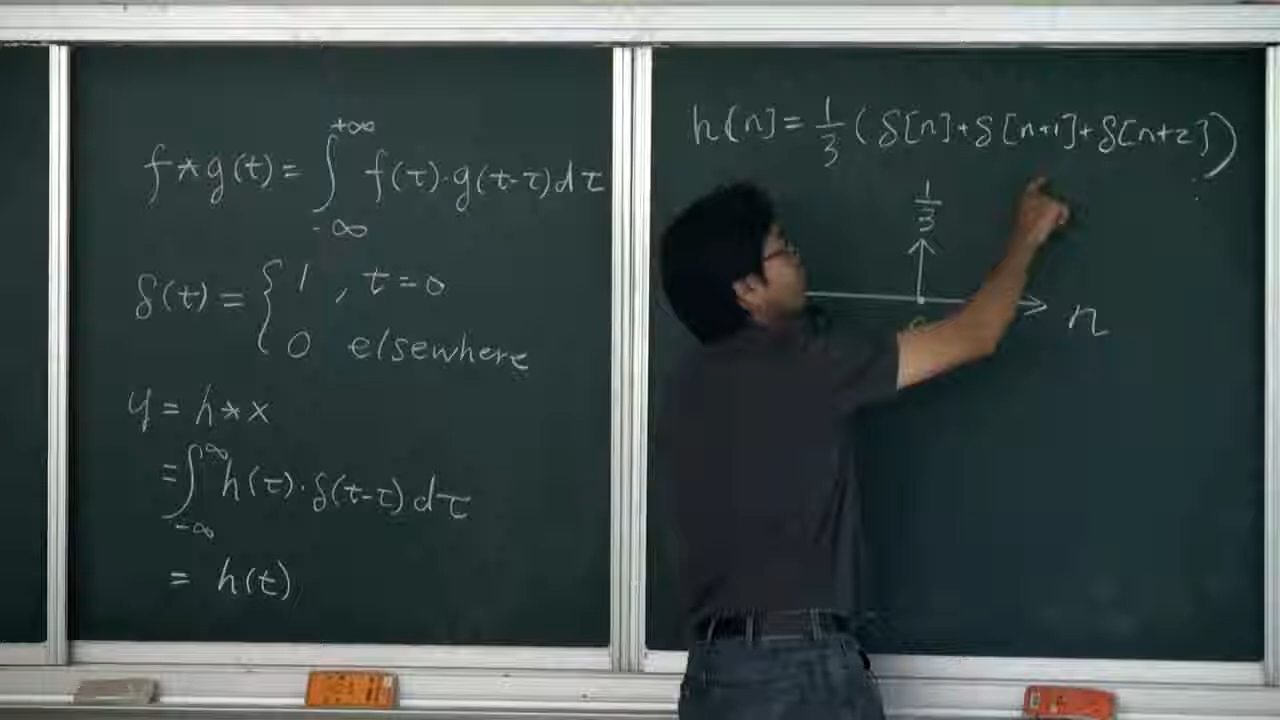 f*g(t) = ∫_{-∞}^{+∞} f(τ)·g(t-τ)dτ
δ(t) = { 1 , t=0
0 elsewhere
y = h*x
= ∫_{-∞}^{∞} h(τ)·δ(t-τ)dτ
= h(t)
h[n] = 1/3 (δ[n]+δ[n+1]+δ[n+2])
1/3
n